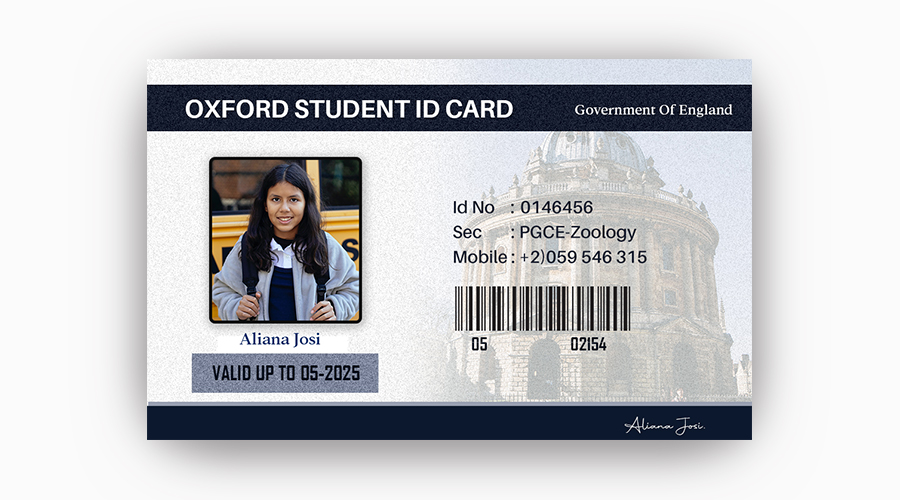 OXFORD STUDENT ID CARD
Government Of England
Id No : 0146456
Sec : PGCE-Zoology
Mobile : +2)059 546 315
05 02154
Aliana Josi
VALID UP TO 05-2025
Aliana Josi.